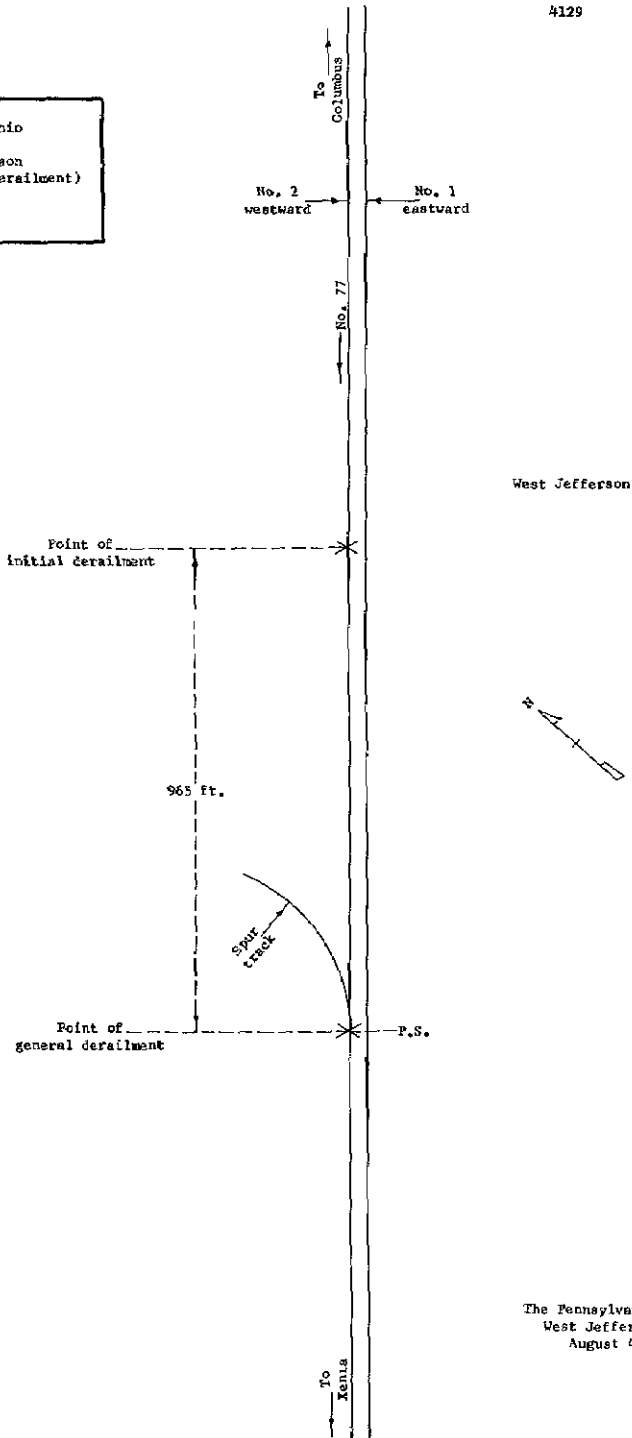 4129
To
Columbus
hio
son
erailment)
No. 2
westward
No. 1
eastward
No. 77
West Jefferson
Point of
initial derailment
N
965 ft.
Spur
track
Point of
general derailment
P.S.
The Pennsylva
West Jeffer
August
To
Xenia